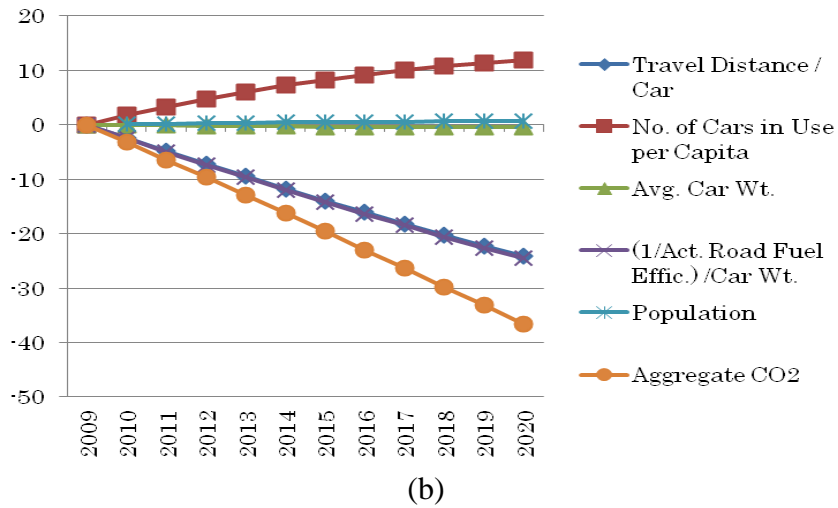 20
10
0
-10
-20
-30
-40
-50
2009
2010
2011
2012
2013
2014
2015
2016
2017
2018
2019
2020
Travel Distance /
Car
No. of Cars in Use
per Capita
Avg. Car Wt.
(1/Act. Road Fuel
Effic.) /Car Wt.
Population
Aggregate CO2
(b)